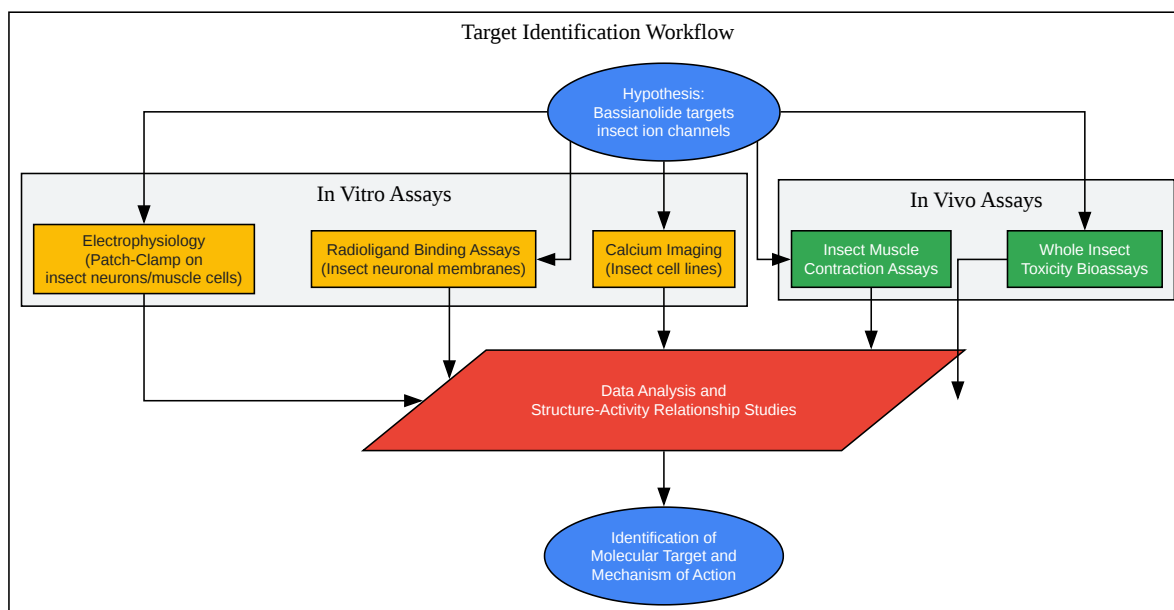 Target Identification Workflow
Hypothesis:
Bassianolide targets
insect ion channels
In Vitro Assays
In Vivo Assays
Electrophysiology
(Patch-Clamp on
insect neurons/muscle cells)
Radioligand Binding Assays
(Insect neuronal membranes)
Calcium Imaging
(Insect cell lines)
Insect Muscle
Contraction Assays
Whole Insect
Toxicity Bioassays
Data Analysis and
Structure-Activity Relationship Studies
Identification of
Molecular Target and
Mechanism of Action